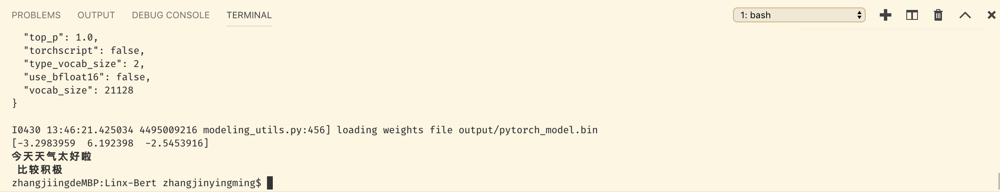 PROBLEMS OUTPUT DEBUG CONSOLE TERMINAL 1: bash
"top_p": 1.0,
"torchscript": false,
"type_vocab_size": 2,
"use_bfloat16": false,
"vocab_size": 21128
}
I0430 13:46:21.425034 4495009216 modeling_utils.py:456] loading weights file output/pytorch_model.bin
[-3.2983959 6.192398 -2.5453916]
今天天气太好啦
比较积极
zhangjiingdeMBP:Linx-Bert zhangjinyingming$